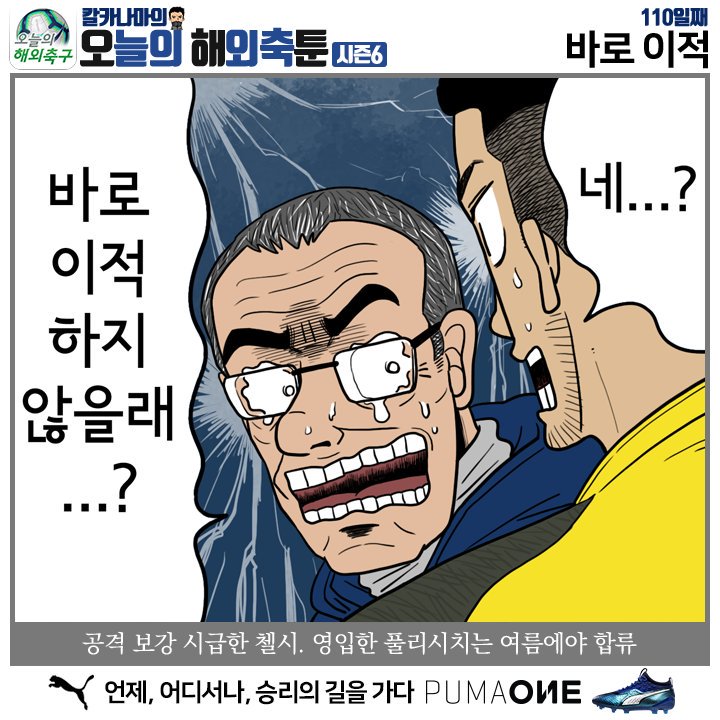 오늘의
해외축구
칼카나마의
오늘의 해외축툰 시즌6
110일째
바로 이적
바로
이적
하지
않을래
...?
네...?
공격 보강 시급한 첼시. 영입한 풀리시치는 여름에야 합류
언제, 어디서나, 승리의 길을 가다 PUMAONE